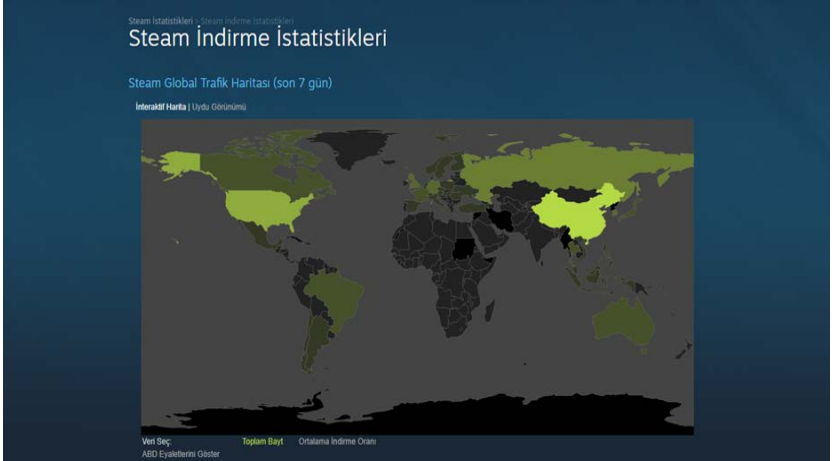 Steam İstatistikleri › Steam İndirme İstatistikleri
Steam İndirme İstatistikleri
Steam Global Trafik Haritası (son 7 gün)
İnteraktif Harita | Uydu Görünümü
Veri Seç: Toplam Bayt Ortalama İndirme Oranı
ABD Eyaletlerini Göster